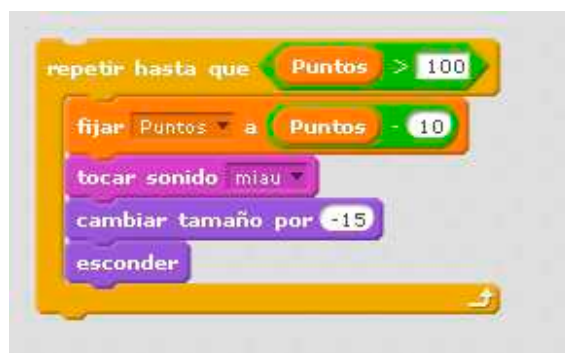 repetir hasta que Puntos > 100
fijar Puntos a Puntos - 10
tocar sonido miau
cambiar tamaño por -15
esconder